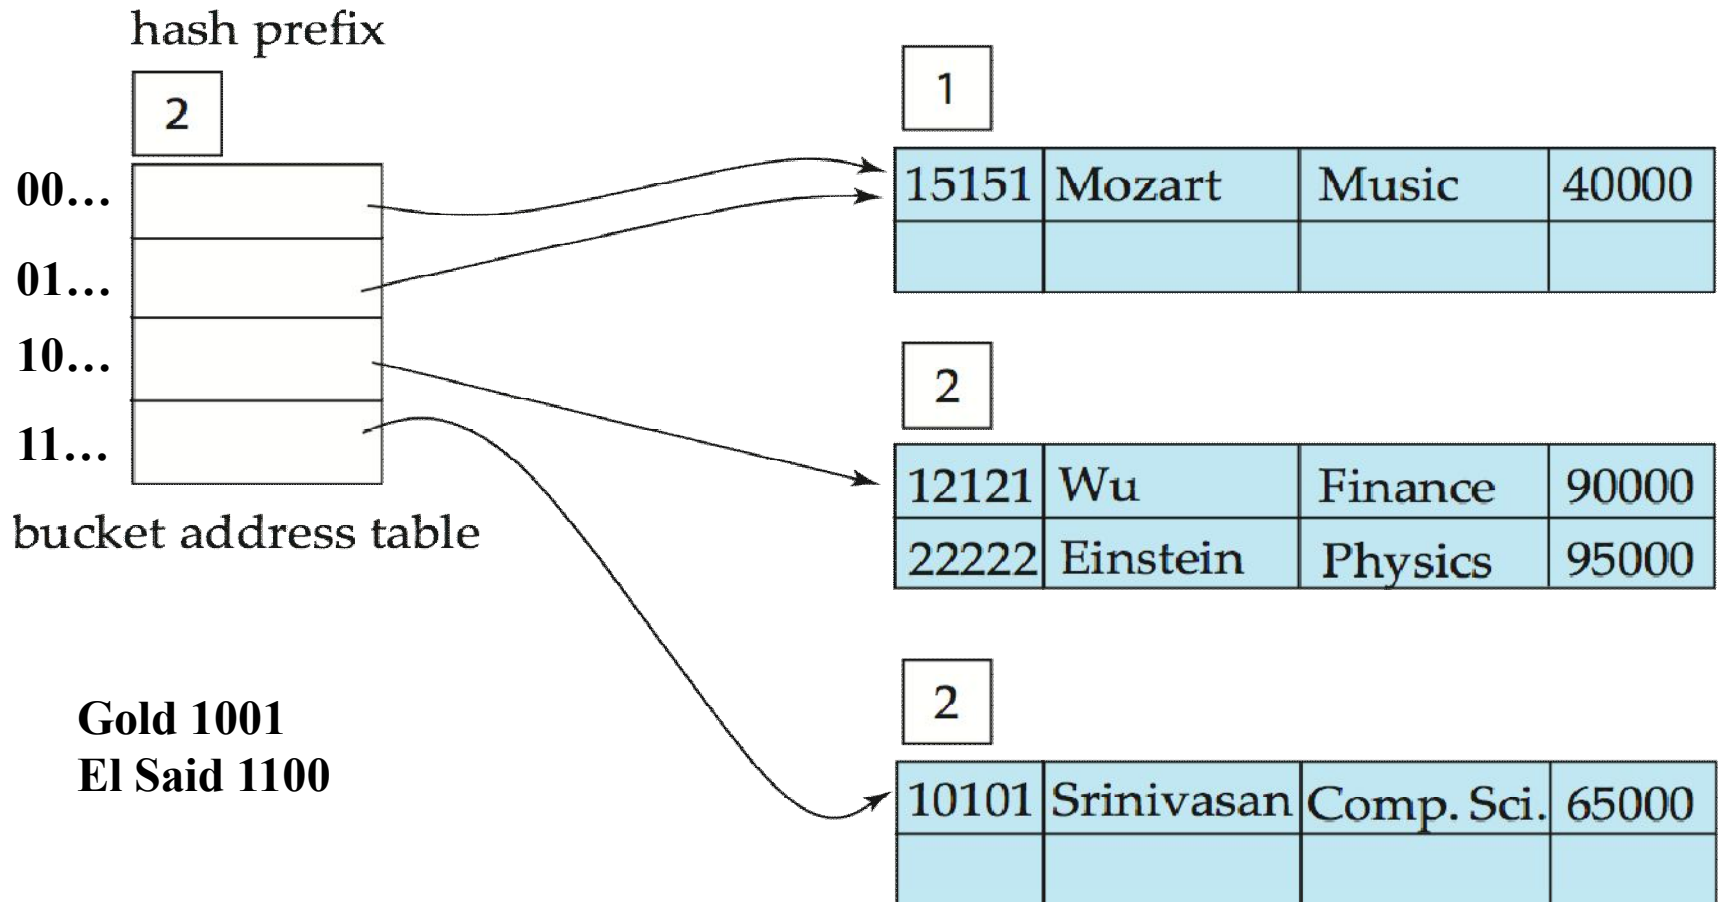 hash prefix
2
00…
01…
10…
11…
bucket address table
Gold 1001
El Said 1100
1
15151 Mozart Music 40000
2
12121 Wu Finance 90000
22222 Einstein Physics 95000
2
10101 Srinivasan Comp. Sci. 65000